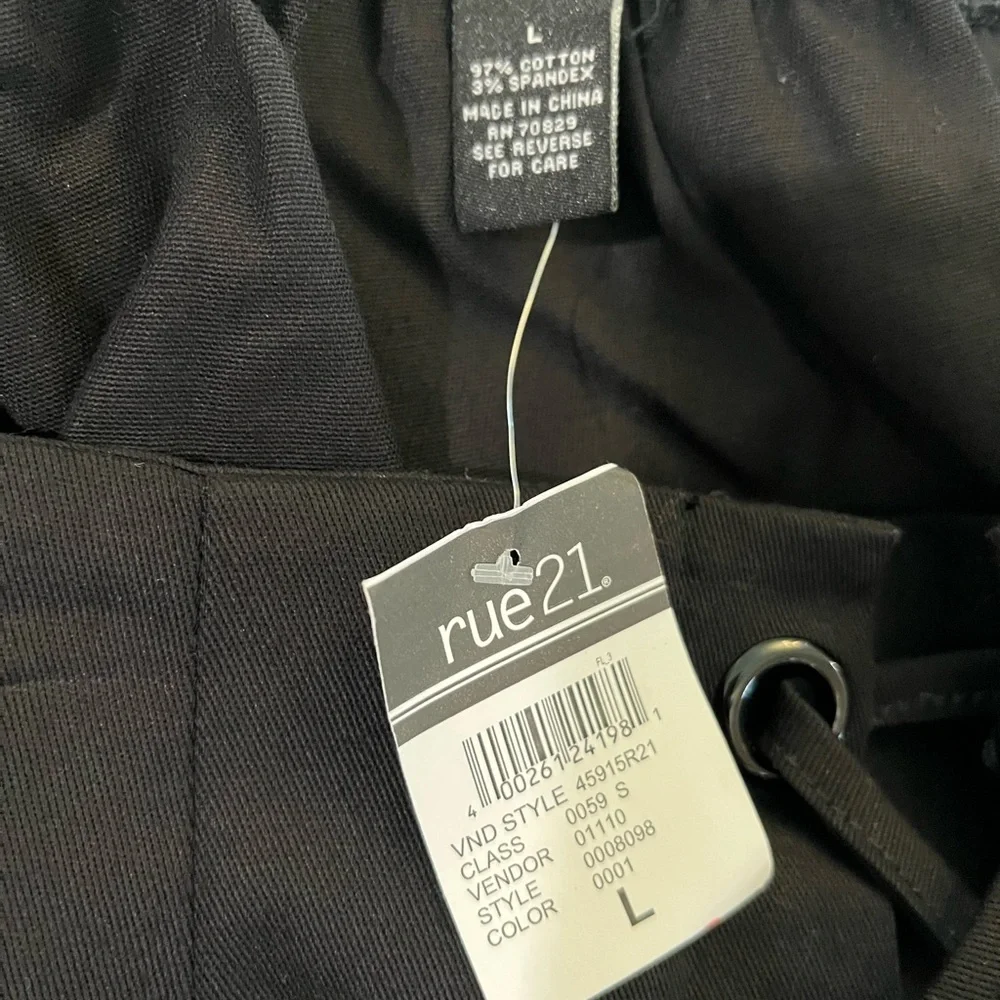 L
97% COTTON
3% SPANDEX
MADE IN CHINA
RN 70829
SEE REVERSE
FOR CARE
rue21®
FL3
4 00261 24198 1
VND STYLE 45915R21
CLASS 0059 S
VENDOR 01110
STYLE 0008098
COLOR 0001
L